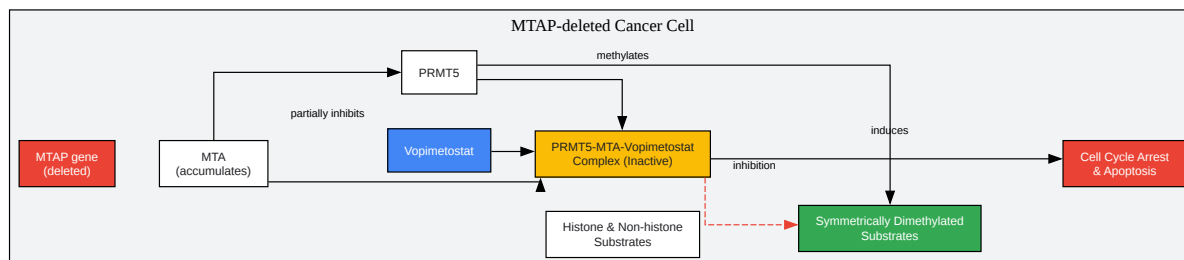 MTAP-deleted Cancer Cell
methylates
PRMT5
partially inhibits
induces
MTAP gene
(deleted)
MTA
(accumulates)
Vopimetostat
PRMT5-MTA-Vopimetostat
Complex (Inactive)
inhibition
Cell Cycle Arrest
& Apoptosis
Histone & Non-histone
Substrates
Symmetrically Dimethylated
Substrates